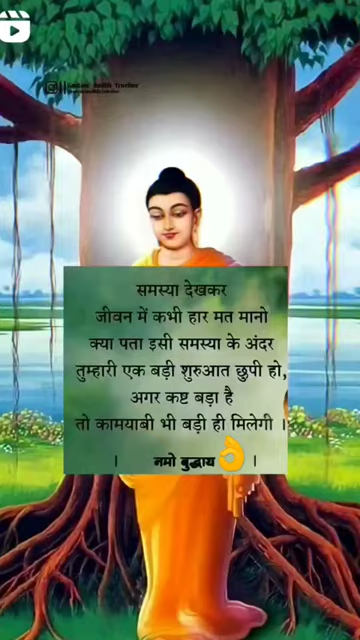 समस्या देखकर
जीवन में कभी हार मत मानो
क्या पता इसी समस्या के अंदर
तुम्हारी एक बड़ी शुरुआत छुपी हो,
अगर कष्ट बड़ा है
तो कामयाबी भी बड़ी ही मिलेगी ।
| नमो बुद्धाय👌 |